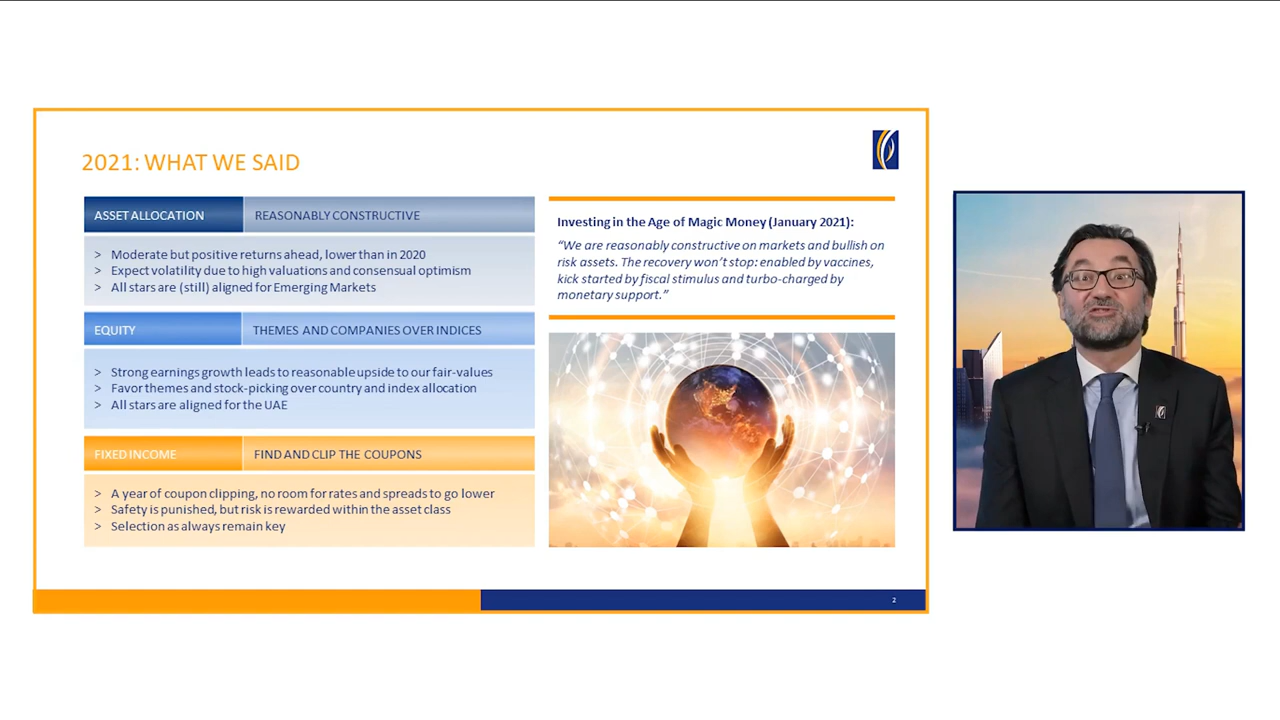 2021: WHAT WE SAID
ASSET ALLOCATION
REASONABLY CONSTRUCTIVE
> Moderate but positive returns ahead, lower than in 2020
> Expect volatility due to high valuations and consensual optimism
> All stars are (still) aligned for Emerging Markets
EQUITY
THEMES AND COMPANIES OVER INDICES
> Strong earnings growth leads to reasonable upside to our fair-values
> Favor themes and stock-picking over country and index allocation
> All stars are aligned for the UAE
FIXED INCOME
FIND AND CLIP THE COUPONS
> A year of coupon clipping, no room for rates and spreads to go lower
> Safety is punished, but risk is rewarded within the asset class
> Selection as always remain key
Investing in the Age of Magic Money (January 2021):
“We are reasonably constructive on markets and bullish on
risk assets. The recovery won’t stop: enabled by vaccines,
kick started by fiscal stimulus and turbo-charged by
monetary support.”
2